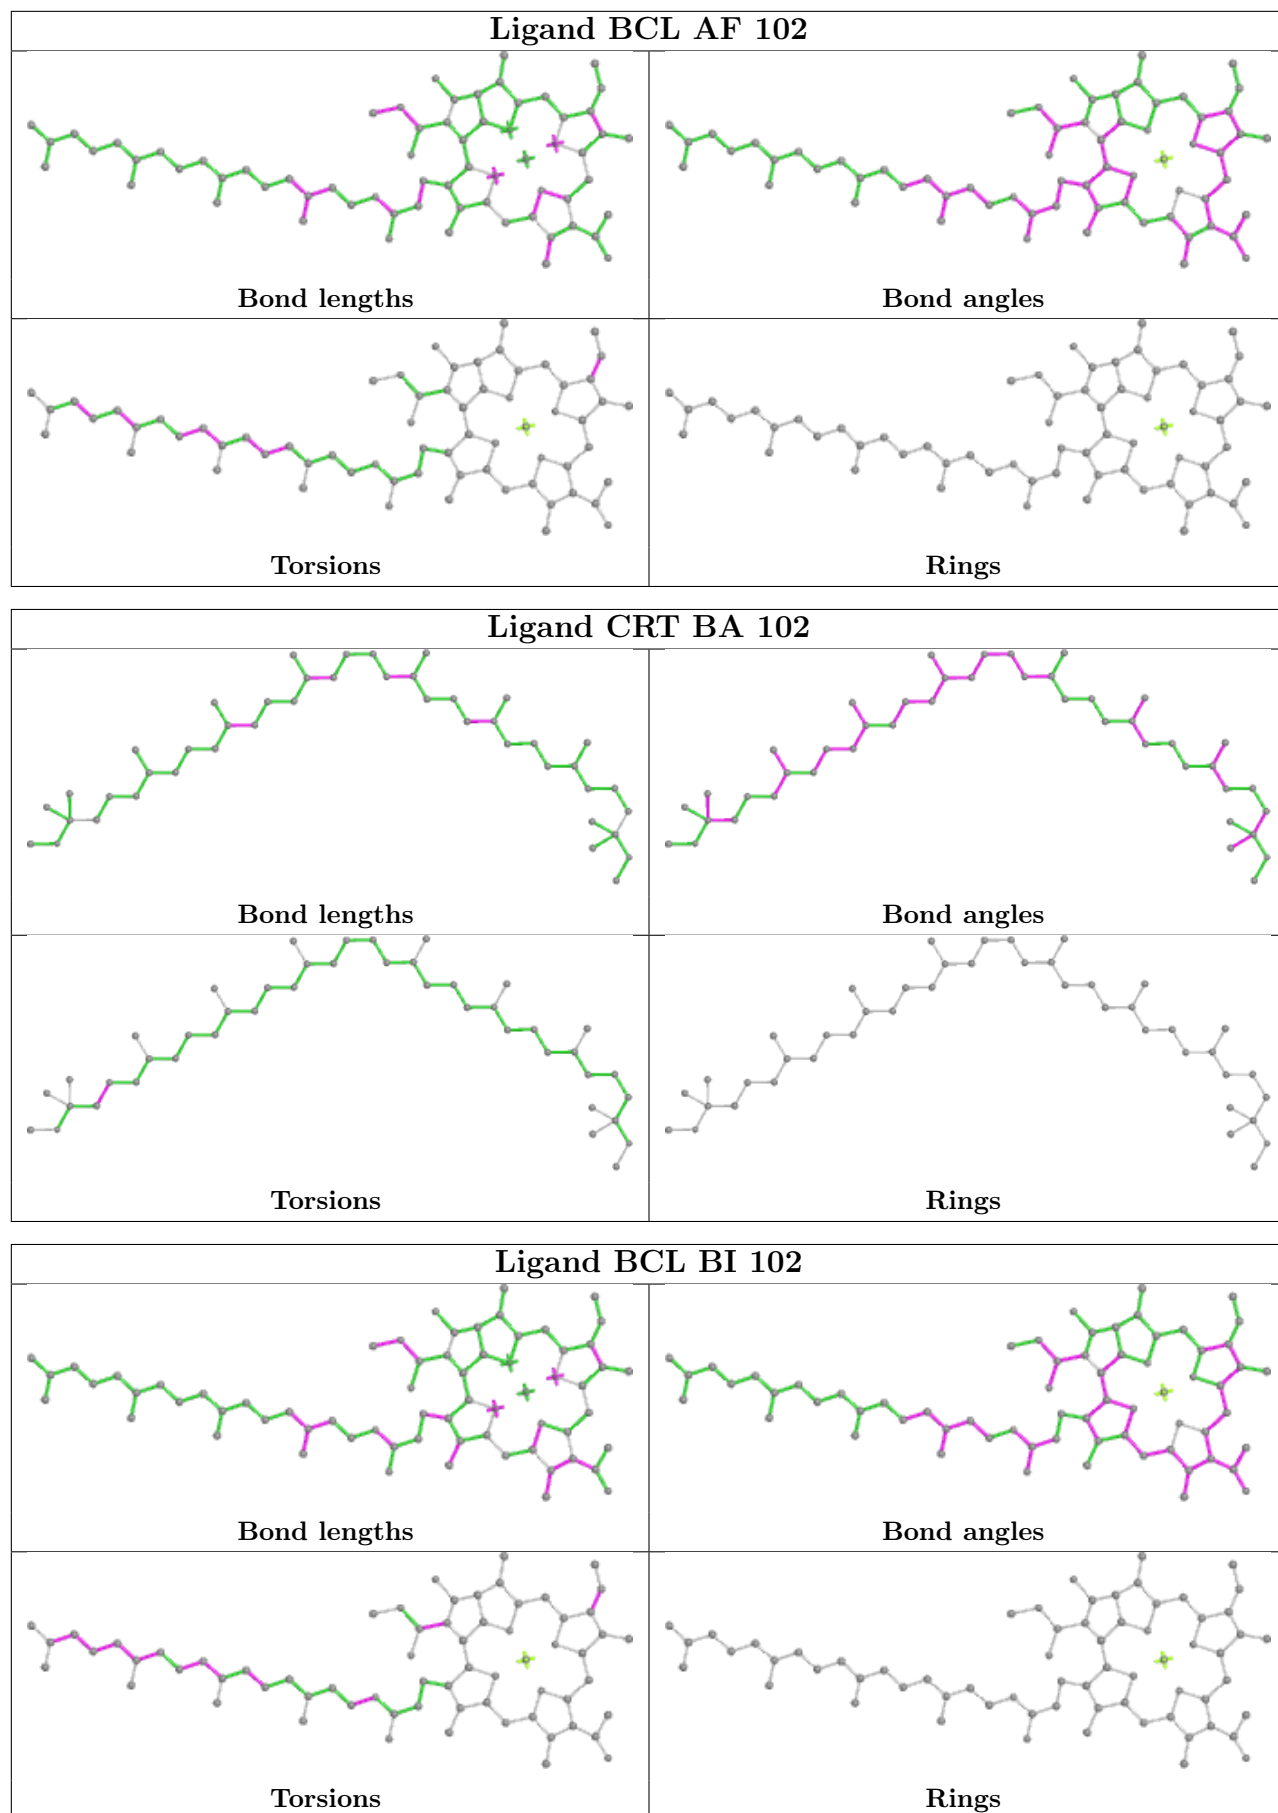 Ligand BCL AF 102
Bond lengths
Bond angles
Torsions
Rings
Ligand CRT BA 102
Bond lengths
Bond angles
Torsions
Rings
Ligand BCL BI 102
Bond lengths
Bond angles
Torsions
Rings